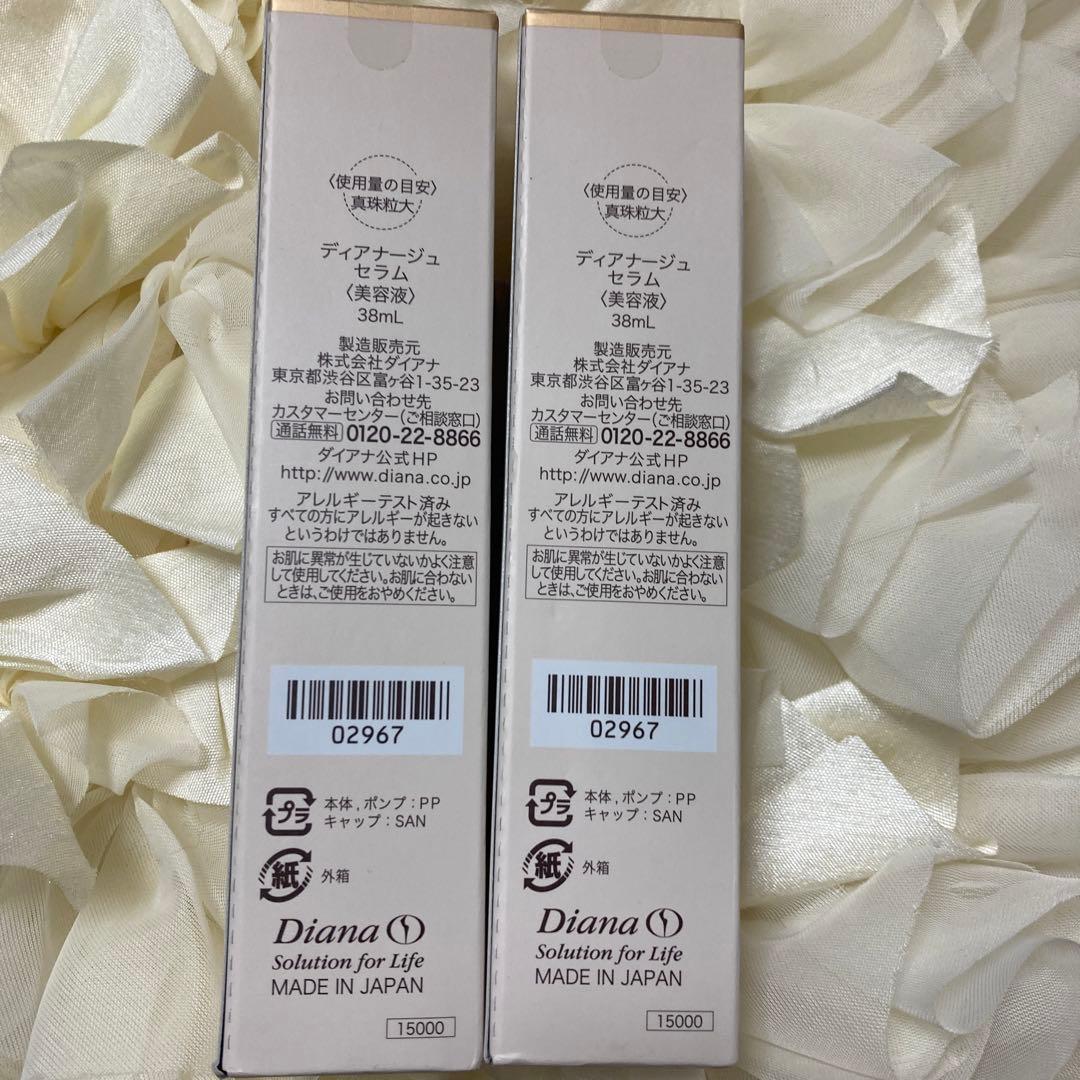 〈使用量の目安〉
真珠粒大
ディアナージュ
セラム
〈美容液〉
38mL
製造販売元
株式会社ダイアナ
東京都渋谷区富ヶ谷1-35-23
お問い合わせ先
カスタマーセンター(ご相談窓口)
通話無料 0120-22-8866
ダイアナ公式HP
http://www.diana.co.jp
アレルギーテスト済み
すべての方にアレルギーが起きない
というわけではありません。
お肌に異常が生じていないかよく注意
して使用してください。お肌に合わない
ときは、ご使用をおやめください。
02967
プラ 本体,ポンプ:PP
キャップ:SAN
紙 外箱
Diana
Solution for Life
MADE IN JAPAN
15000
〈使用量の目安〉
真珠粒大
ディアナージュ
セラム
〈美容液〉
38mL
製造販売元
株式会社ダイアナ
東京都渋谷区富ヶ谷1-35-23
お問い合わせ先
カスタマーセンター(ご相談窓口)
通話無料 0120-22-8866
ダイアナ公式HP
http://www.diana.co.jp
アレルギーテスト済み
すべての方にアレルギーが起きない
というわけではありません。
お肌に異常が生じていないかよく注意
して使用してください。お肌に合わない
ときは、ご使用をおやめください。
02967
プラ 本体,ポンプ:PP
キャップ:SAN
紙 外箱
Diana
Solution for Life
MADE IN JAPAN
15000